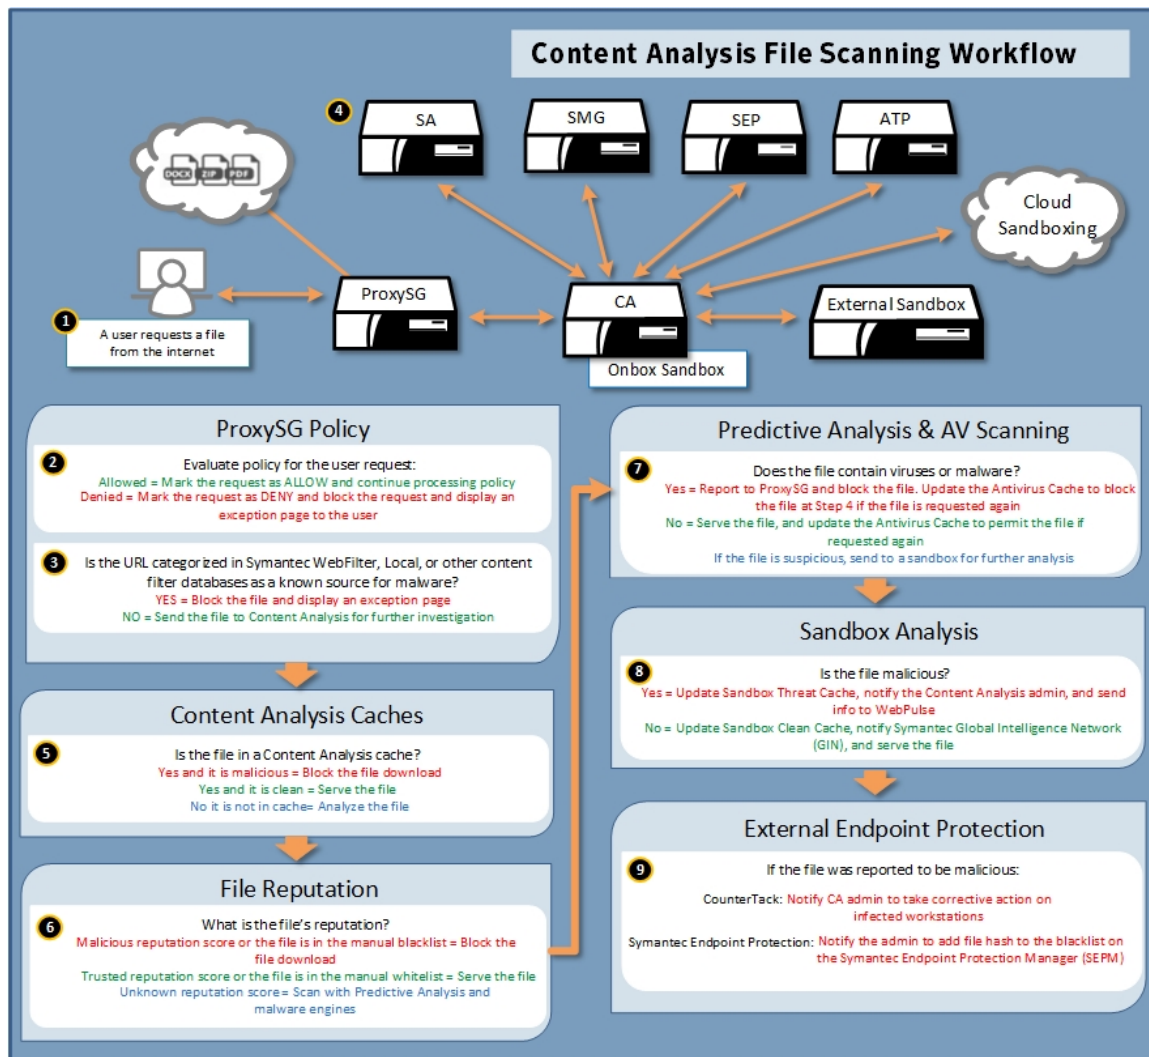 Content Analysis File Scanning Workflow
4
SA
SMG
SEP
ATP
DOCX ZIP PDF
Cloud
Sandboxing
ProxySG
CA
External Sandbox
1
A user requests a file
from the internet
Onbox Sandbox
ProxySG Policy
2
Evaluate policy for the user request:
Allowed = Mark the request as ALLOW and continue processing policy
Denied = Mark the request as DENY and block the request and display an
exception page to the user
3
Is the URL categorized in Symantec WebFilter, Local, or other content
filter databases as a known source for malware?
YES = Block the file and display an exception page
NO = Send the file to Content Analysis for further investigation
Content Analysis Caches
5
Is the file in a Content Analysis cache?
Yes and it is malicious = Block the file download
Yes and it is clean = Serve the file
No it is not in cache= Analyze the file
File Reputation
6
What is the file's reputation?
Malicious reputation score or the file is in the manual blacklist = Block the
file download
Trusted reputation score or the file is in the manual whitelist = Serve the file
Unknown reputation score = Scan with Predictive Analysis and
malware engines
Predictive Analysis & AV Scanning
7
Does the file contain viruses or malware?
Yes = Report to ProxySG and block the file. Update the Antivirus Cache to block
the file at Step 4 if the file is requested again
No = Serve the file, and update the Antivirus Cache to permit the file if
requested again
If the file is suspicious, send to a sandbox for further analysis
Sandbox Analysis
8
Is the file malicious?
Yes = Update Sandbox Threat Cache, notify the Content Analysis admin, and send
info to WebPulse
No = Update Sandbox Clean Cache, notify Symantec Global Intelligence Network
(GIN), and serve the file
External Endpoint Protection
9
If the file was reported to be malicious:
CounterTack: Notify CA admin to take corrective action on
infected workstations
Symantec Endpoint Protection: Notify the admin to add file hash to the blacklist on
the Symantec Endpoint Protection Manager (SEPM)